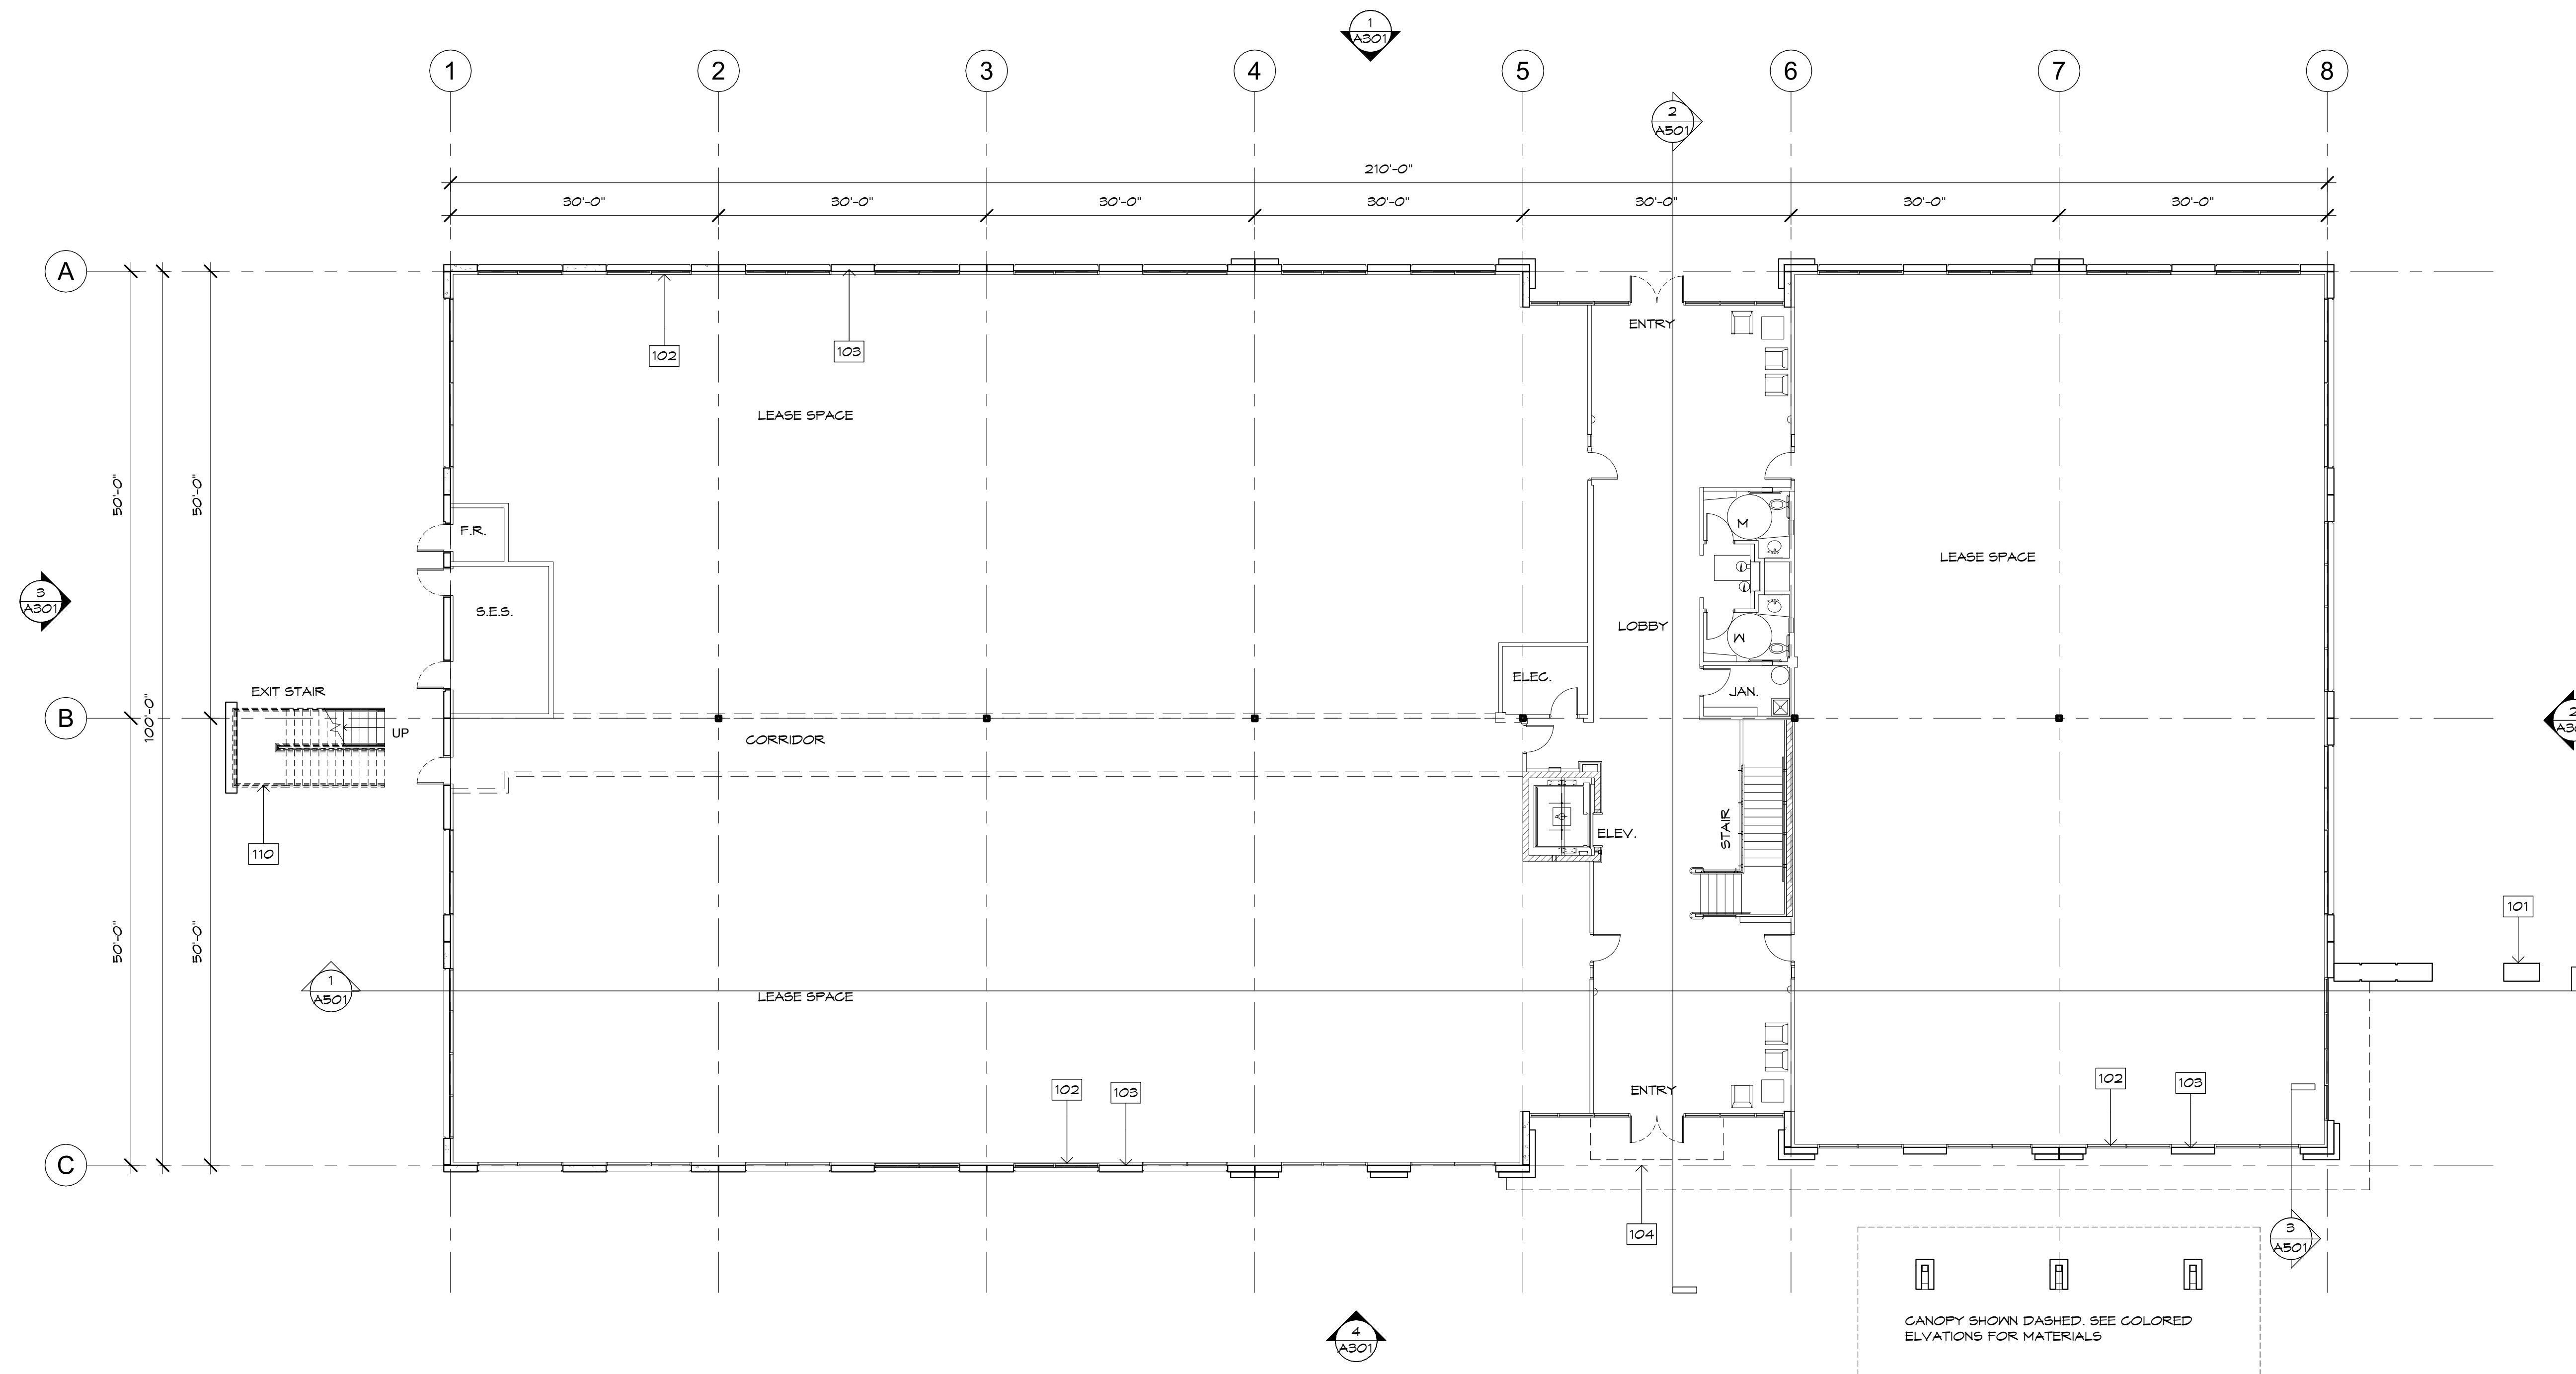 1
A301
1
2
3
4
5
6
7
8
2
A501
210'-0"
30'-0"
30'-0"
30'-0"
30'-0"
30'-0"
30'-0"
30'-0"
A
ENTRY
102
103
LEASE SPACE
50'-0"
50'-0"
F.R.
M
LEASE SPACE
3
A301
S.E.S.
LOBBY
W
ELEC.
JAN.
EXIT STAIR
B
100'-0"
UP
CORRIDOR
2
STAIR
ELEV.
110
101
50'-0"
50'-0"
1
A501
LEASE SPACE
102
103
ENTRY
102
103
C
104
3
A501
CANOPY SHOWN DASHED. SEE COLORED
ELVATIONS FOR MATERIALS
4
A301